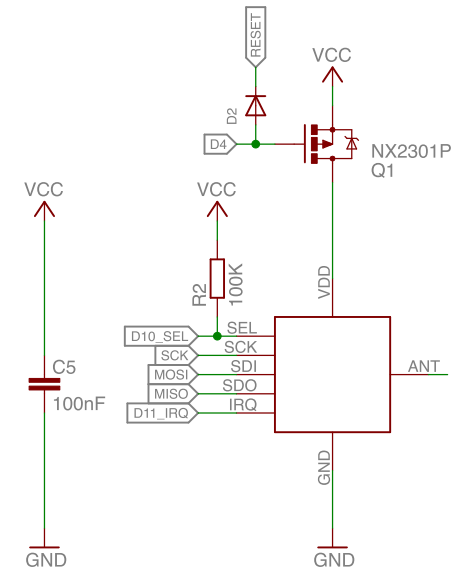 RESET
VCC
D2
D4
NX2301P
Q1
VCC
VCC
R2
100K
VDD
D10_SEL
SEL
SCK
SCK
MOSI
SDI
ANT
MISO
SDO
D11_IRQ
IRQ
C5
100nF
GND
GND
GND